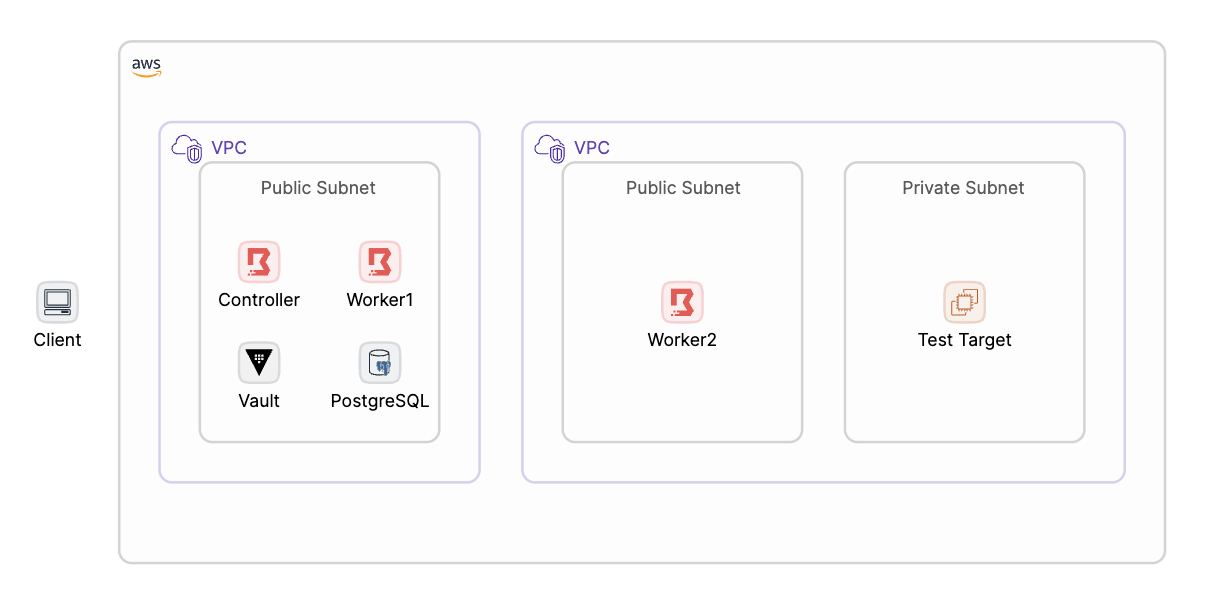 aws
VPC
VPC
Public Subnet
Public Subnet
Private Subnet
Controller
Worker1
Client
Worker2
Test Target
Vault
PostgreSQL